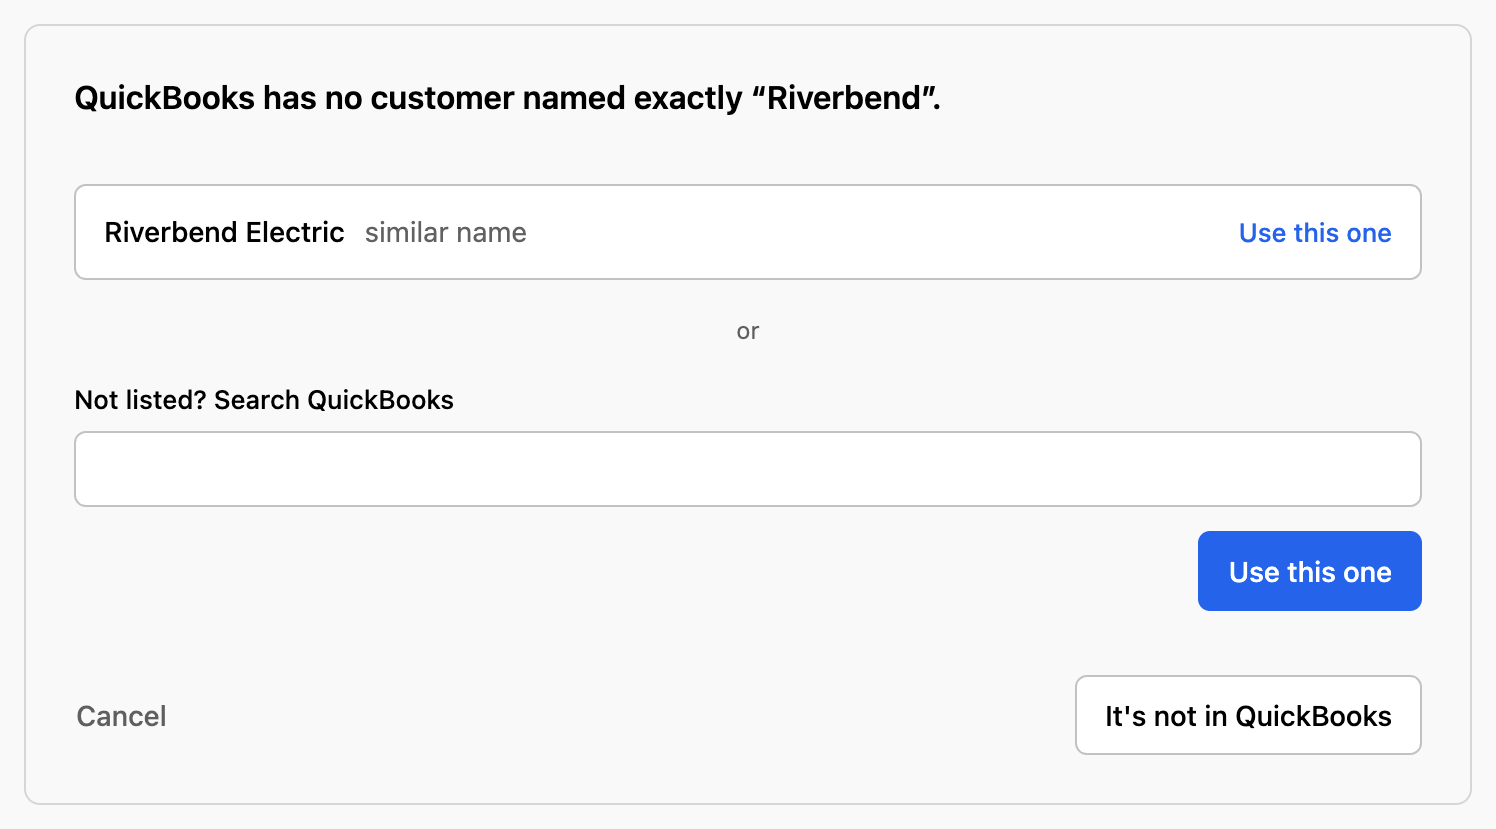 QuickBooks has no customer named exactly “Riverbend”.
Riverbend Electric similar name Use this one
or
Not listed? Search QuickBooks
Use this one
Cancel It's not in QuickBooks